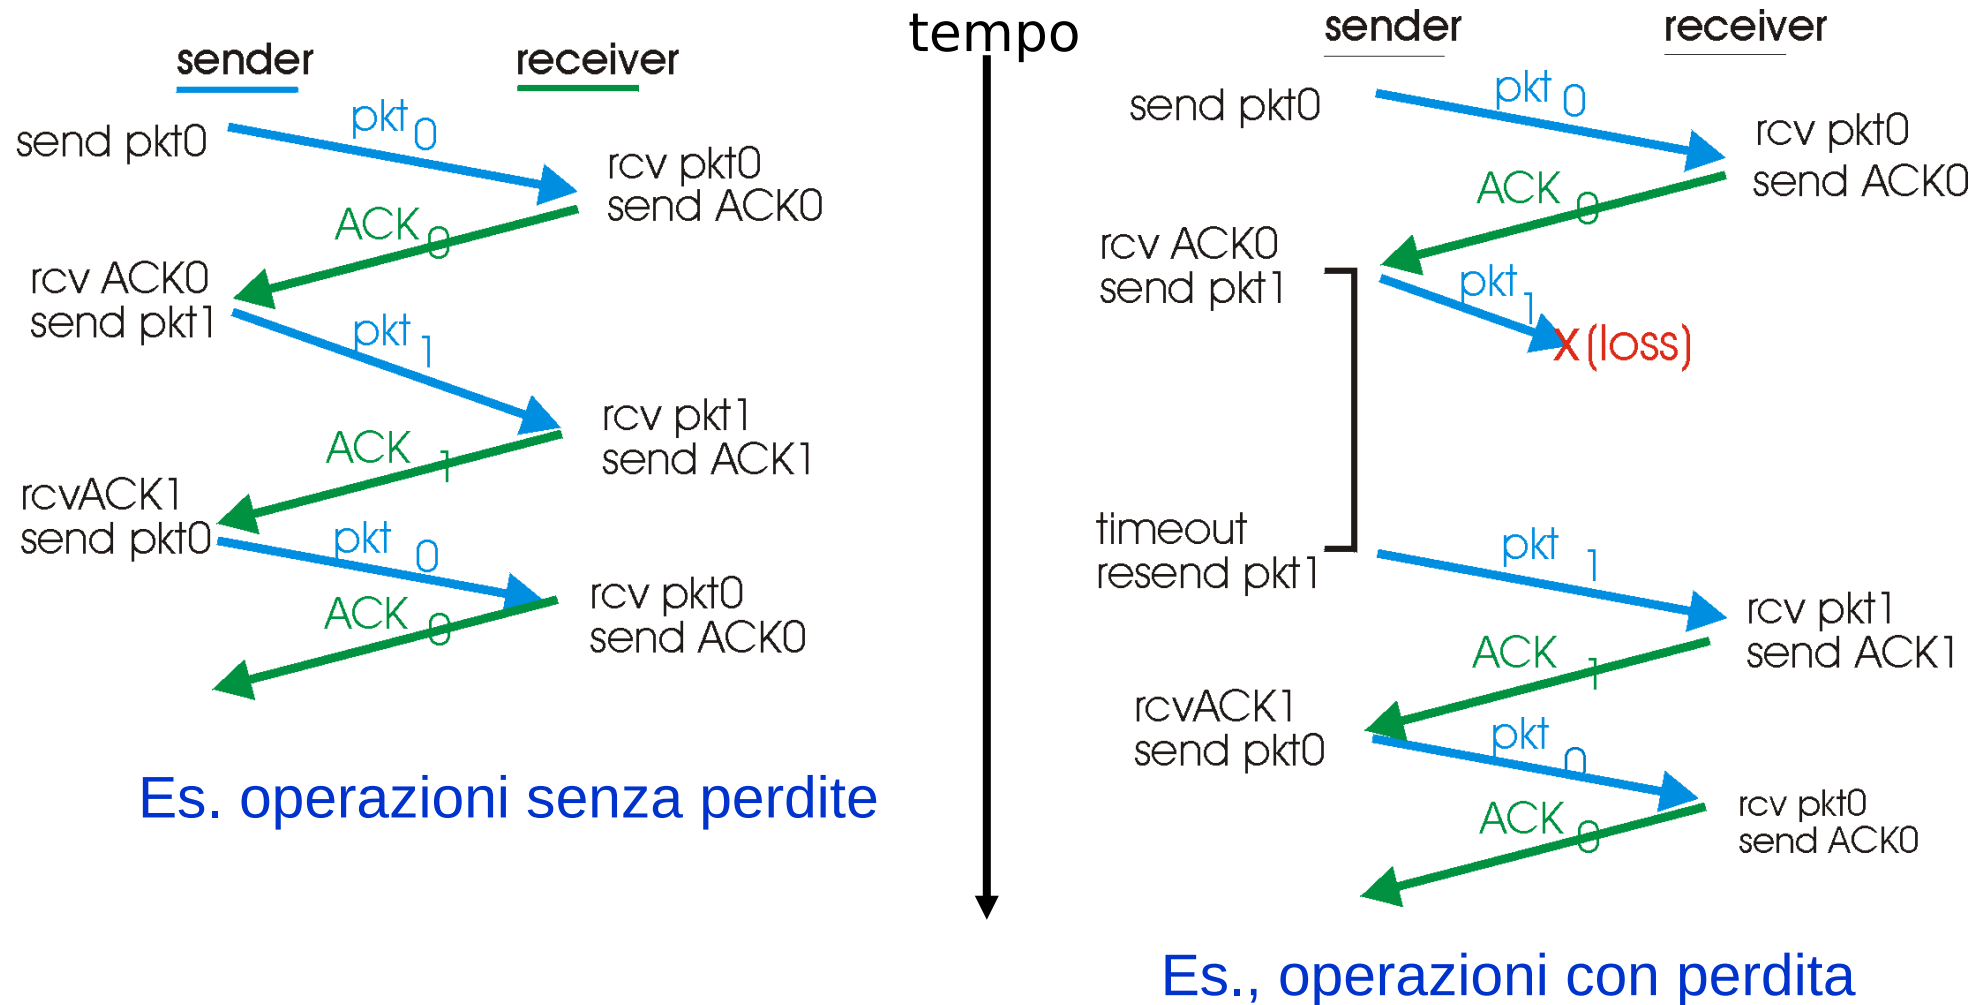 sender
receiver
send pkt0
pkt 0
rcv pkt0
send ACK0
ACK 0
rcv ACK0
send pkt1
pkt 1
rcv pkt1
send ACK1
ACK 1
rcvACK1
send pkt0
pkt 0
rcv pkt0
send ACK0
ACK 0
Es. operazioni senza perdite
tempo
sender
receiver
send pkt0
pkt 0
rcv pkt0
send ACK0
ACK 0
rcv ACK0
send pkt1
pkt 1
X (loss)
timeout
resend pkt1
pkt 1
rcv pkt1
send ACK1
ACK 1
rcvACK1
send pkt0
pkt 0
rcv pkt0
send ACK0
ACK 0
Es., operazioni con perdita